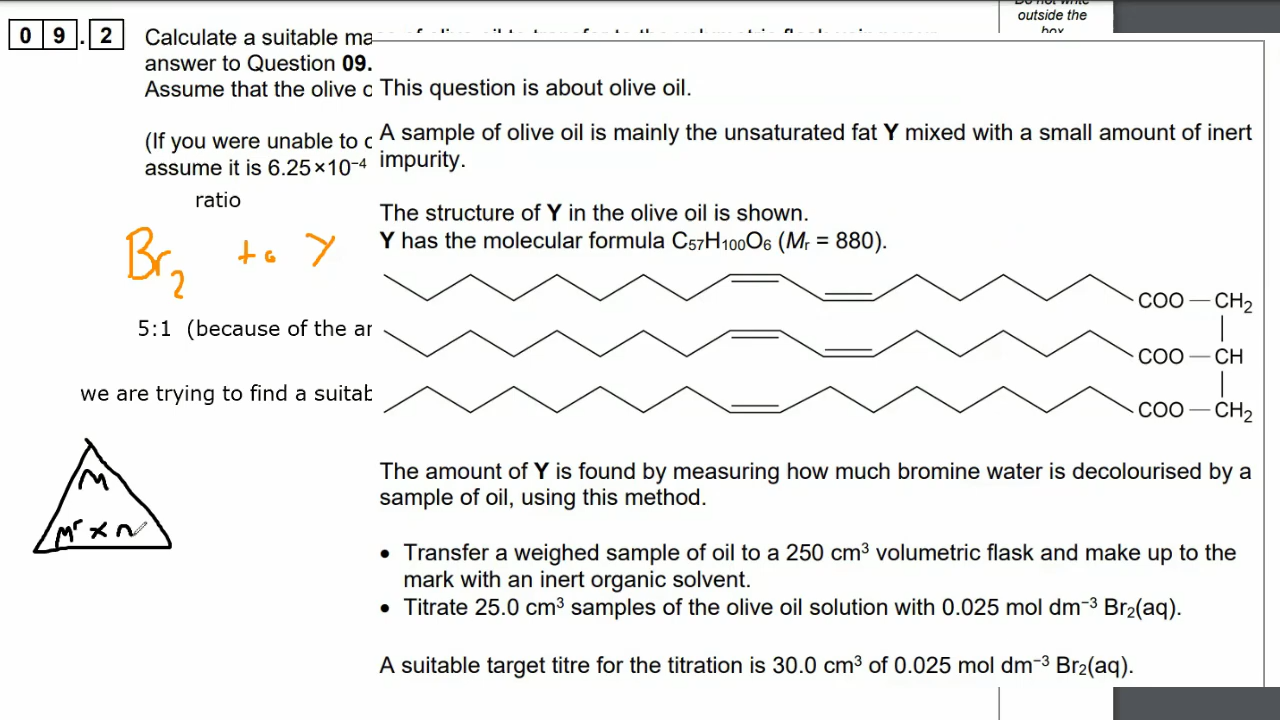 Do not write
outside the
box
0 9 . 2
Calculate a suitable ma
answer to Question 09.
Assume that the olive o
(If you were unable to c
assume it is 6.25×10⁻⁴
ratio
Br₂ to Y
5:1 (because of the ar
we are trying to find a suitab
M
Mr × n
This question is about olive oil.
A sample of olive oil is mainly the unsaturated fat Y mixed with a small amount of inert
impurity.
The structure of Y in the olive oil is shown.
Y has the molecular formula C₅₇H₁₀₀O₆ (Mr = 880).
COO — CH₂
COO — CH
COO — CH₂
The amount of Y is found by measuring how much bromine water is decolourised by a
sample of oil, using this method.
• Transfer a weighed sample of oil to a 250 cm³ volumetric flask and make up to the
mark with an inert organic solvent.
• Titrate 25.0 cm³ samples of the olive oil solution with 0.025 mol dm⁻³ Br₂(aq).
A suitable target titre for the titration is 30.0 cm³ of 0.025 mol dm⁻³ Br₂(aq).